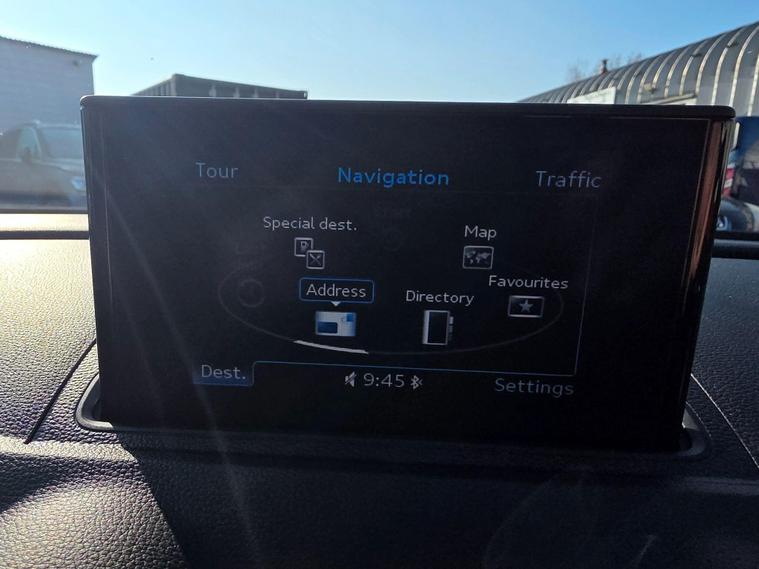 Tour Navigation Traffic
Special dest. Map
Favourites
Address Directory
Dest. 9:45 Settings